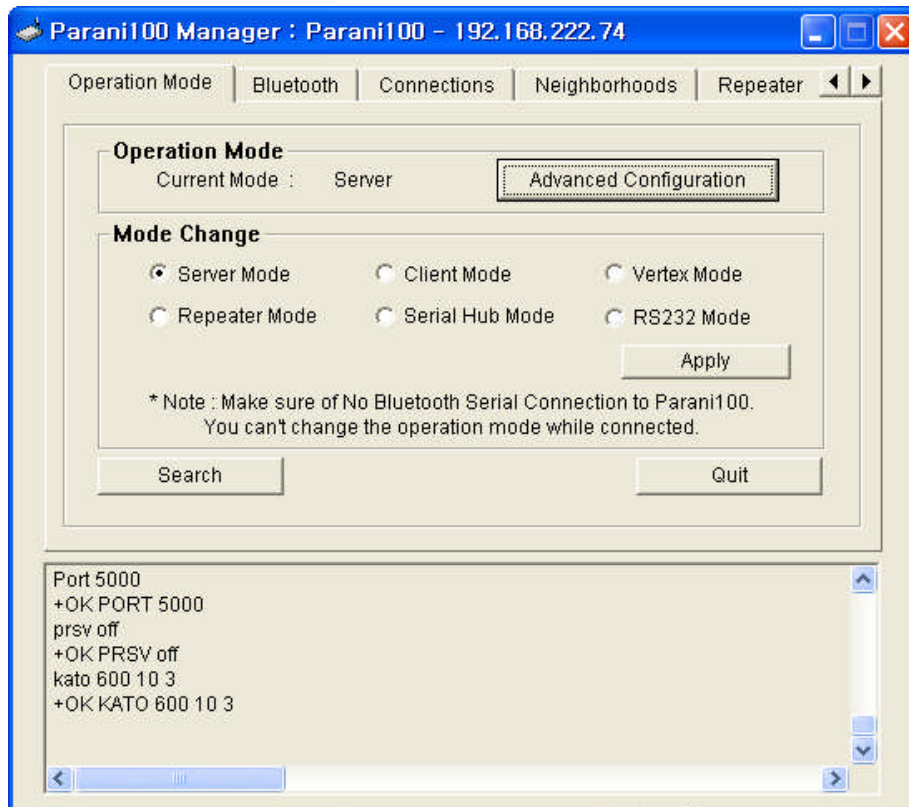 Parani100 Manager : Parani100 - 192.168.222.74
Operation Mode
Bluetooth
Connections
Neighborhoods
Repeater
Operation Mode
Current Mode : Server
Advanced Configuration
Mode Change
Server Mode
Client Mode
Vertex Mode
Repeater Mode
Serial Hub Mode
RS232 Mode
Apply
* Note : Make sure of No Bluetooth Serial Connection to Parani100.
You can't change the operation mode while connected.
Search
Quit
Port 5000
+OK PORT 5000
prsv off
+OK PRSV off
kato 600 10 3
+OK KATO 600 10 3